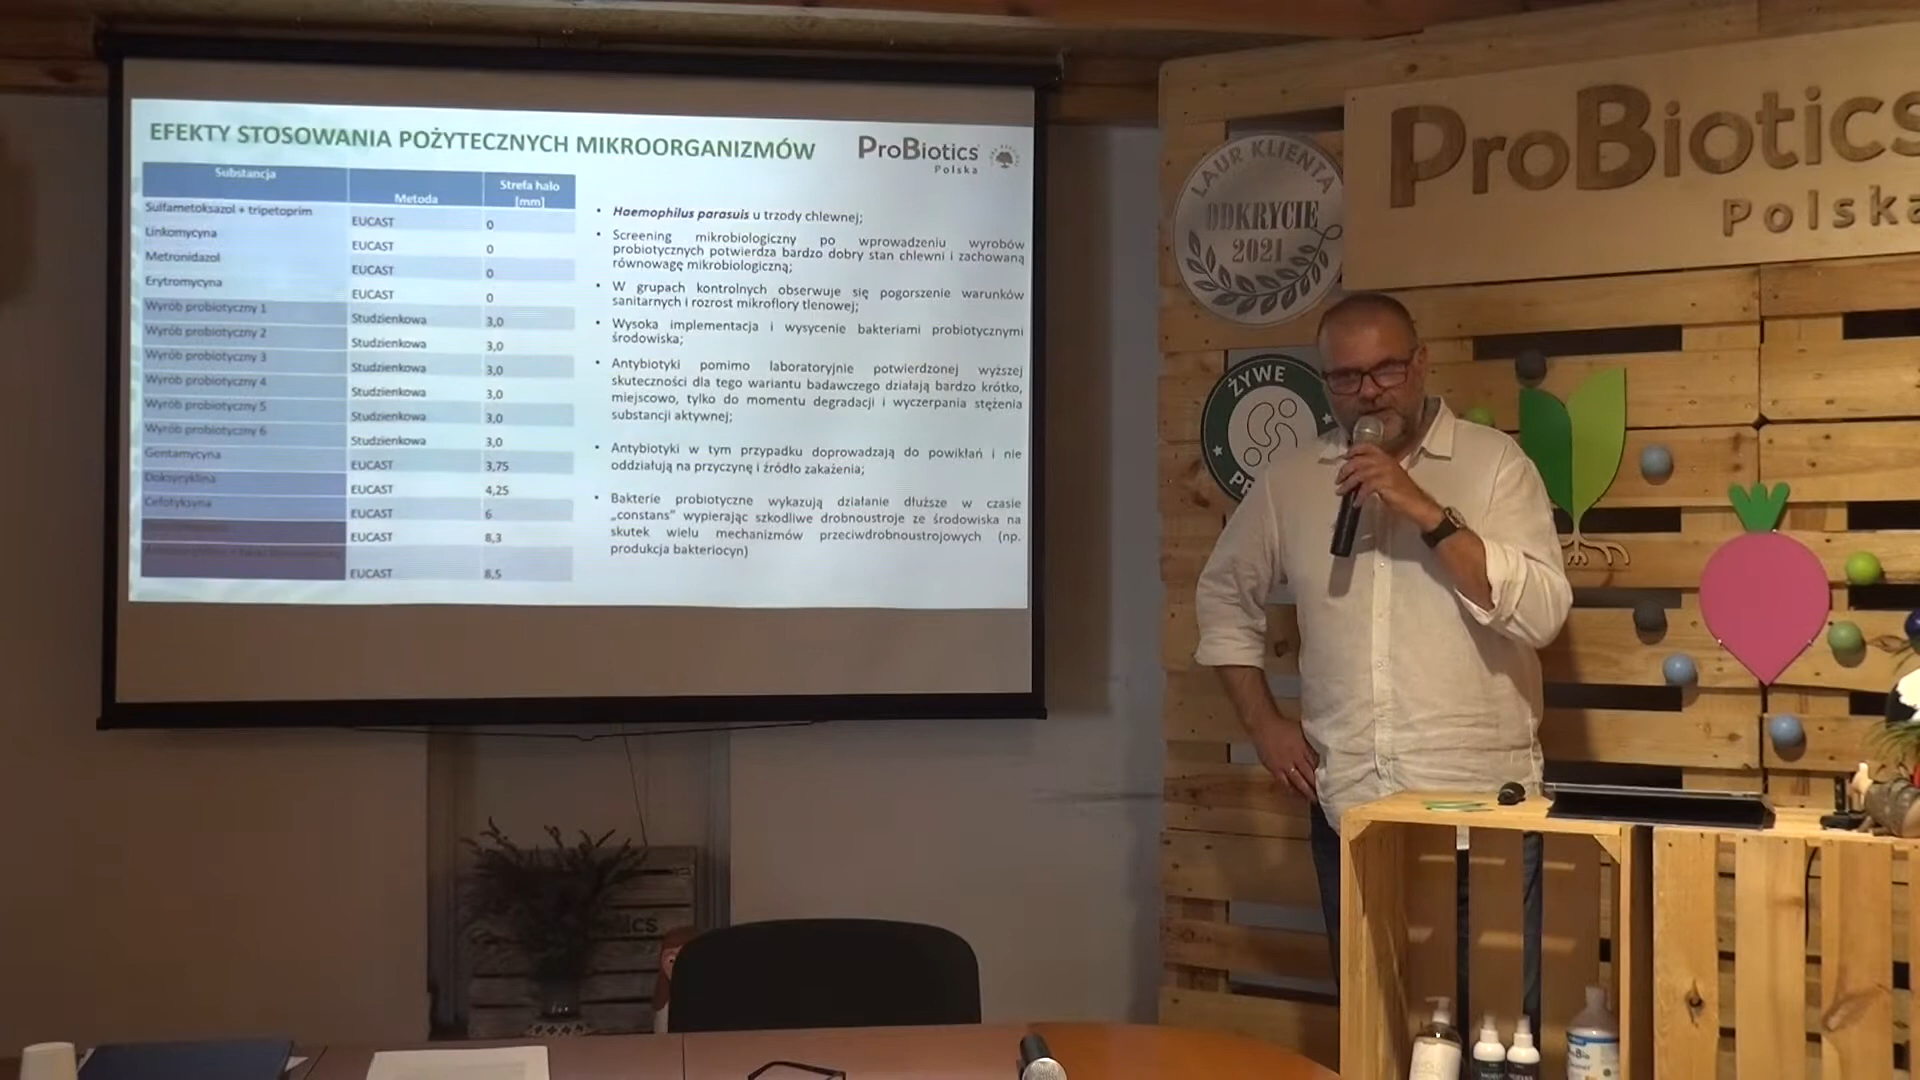 EFEKTY STOSOWANIA POŻYTECZNYCH MIKROORGANIZMÓW
ProBiotics
Polska
Substancja Metoda Strefa halo [mm]
Sulfametoksazol + tripetoprim EUCAST 0
Linkomycyna EUCAST 0
Metronidazol EUCAST 0
Erytromycyna EUCAST 0
Wyrób probiotyczny 1 Studzienkowa 3,0
Wyrób probiotyczny 2 Studzienkowa 3,0
Wyrób probiotyczny 3 Studzienkowa 3,0
Wyrób probiotyczny 4 Studzienkowa 3,0
Wyrób probiotyczny 5 Studzienkowa 3,0
Wyrób probiotyczny 6 Studzienkowa 3,0
Gentamycyna EUCAST 3,75
Doksycyklina EUCAST 4,25
Cefotyksyna EUCAST 6
EUCAST 8,3
EUCAST 8,5
• Haemophilus parasuis u trzody chlewnej;
• Screening mikrobiologiczny po wprowadzeniu wyrobów
probiotycznych potwierdza bardzo dobry stan chlewni i zachowaną
równowagę mikrobiologiczną;
• W grupach kontrolnych obserwuje się pogorszenie warunków
sanitarnych i rozrost mikroflory tlenowej;
• Wysoka implementacja i wysycenie bakteriami probiotycznymi
środowiska;
• Antybiotyki pomimo laboratoryjnie potwierdzonej wyższej
skuteczności dla tego wariantu badawczego działają bardzo krótko,
miejscowo, tylko do momentu degradacji i wyczerpania stężenia
substancji aktywnej;
• Antybiotyki w tym przypadku doprowadzają do powikłań i nie
oddziałują na przyczynę i źródło zakażenia;
• Bakterie probiotyczne wykazują działanie dłuższe w czasie
„constans” wypierając szkodliwe drobnoustroje ze środowiska na
skutek wielu mechanizmów przeciwdrobnoustrojowych (np.
produkcja bakteriocyn)
ProBiotics
Polska
LAUR KLIENTA
ODKRYCIE
2021
ŻYWE